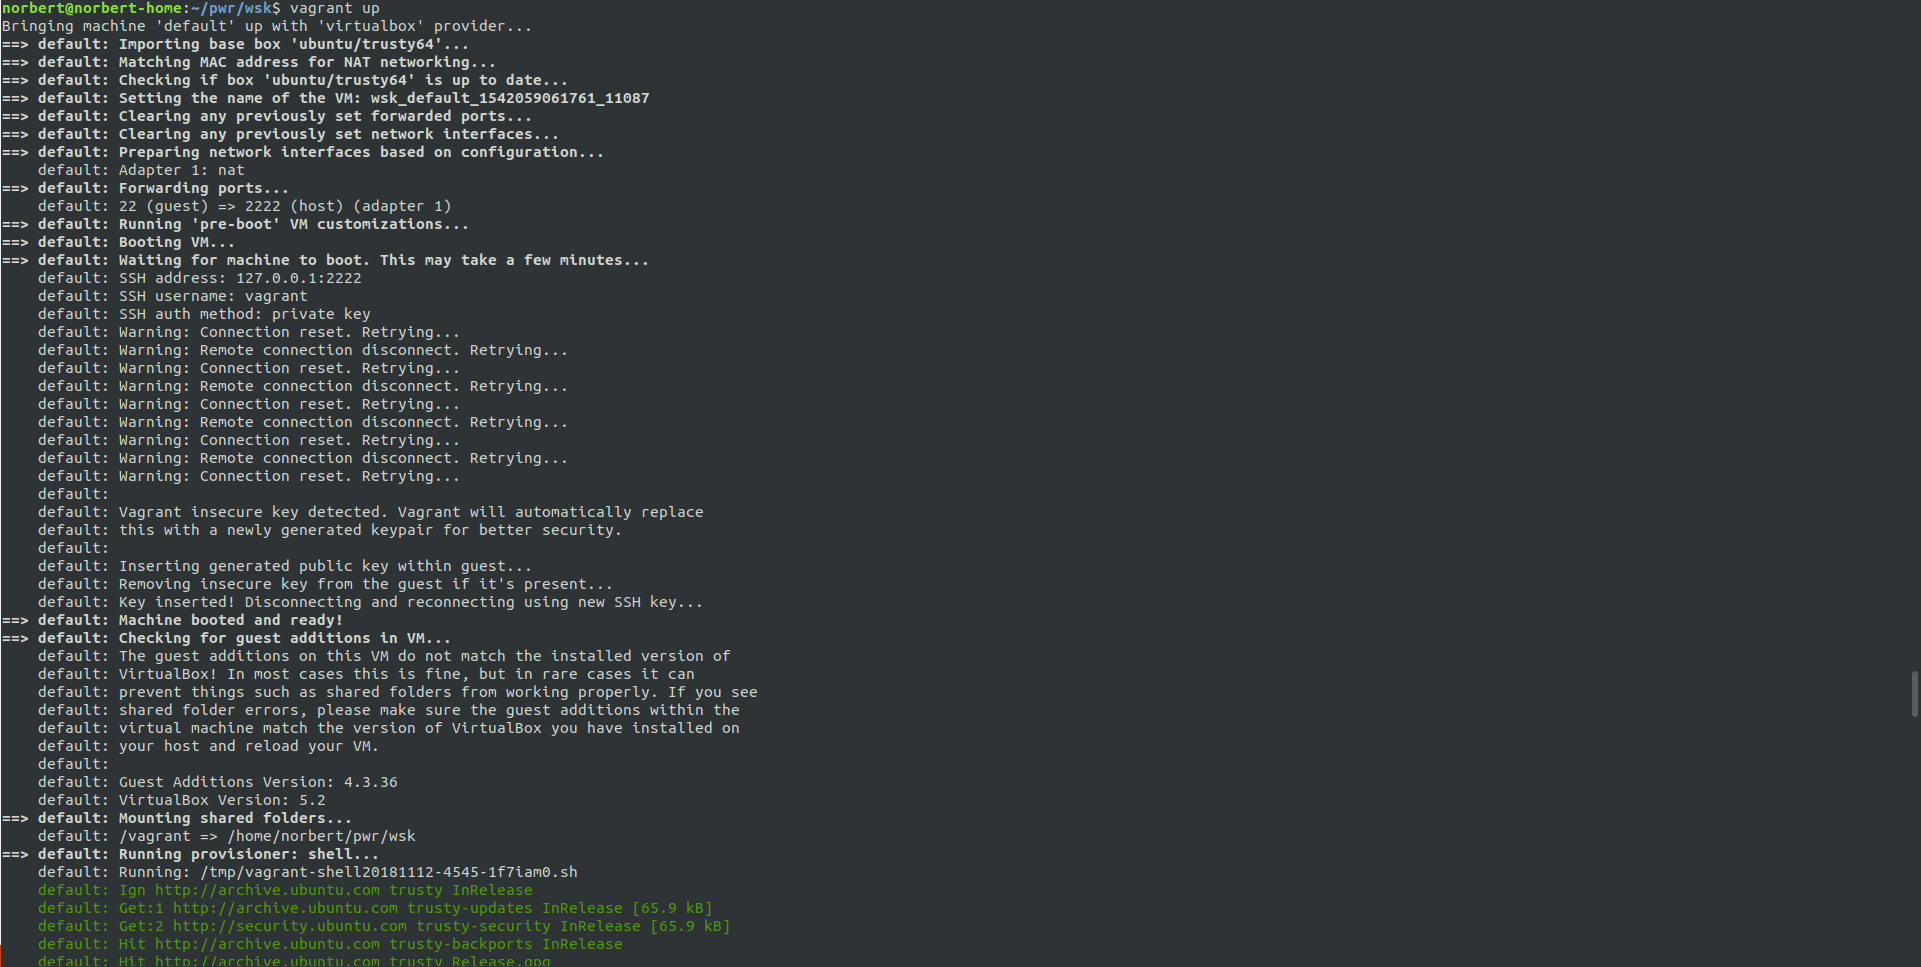 norbert@norbert-home:~/pwr/wsk$ vagrant up
Bringing machine 'default' up with 'virtualbox' provider...
==> default: Importing base box 'ubuntu/trusty64'...
==> default: Matching MAC address for NAT networking...
==> default: Checking if box 'ubuntu/trusty64' is up to date...
==> default: Setting the name of the VM: wsk_default_1542059061761_11087
==> default: Clearing any previously set forwarded ports...
==> default: Clearing any previously set network interfaces...
==> default: Preparing network interfaces based on configuration...
    default: Adapter 1: nat
==> default: Forwarding ports...
    default: 22 (guest) => 2222 (host) (adapter 1)
==> default: Running 'pre-boot' VM customizations...
==> default: Booting VM...
==> default: Waiting for machine to boot. This may take a few minutes...
    default: SSH address: 127.0.0.1:2222
    default: SSH username: vagrant
    default: SSH auth method: private key
    default: Warning: Connection reset. Retrying...
    default: Warning: Remote connection disconnect. Retrying...
    default: Warning: Connection reset. Retrying...
    default: Warning: Remote connection disconnect. Retrying...
    default: Warning: Connection reset. Retrying...
    default: Warning: Remote connection disconnect. Retrying...
    default: Warning: Connection reset. Retrying...
    default: Warning: Remote connection disconnect. Retrying...
    default: Warning: Connection reset. Retrying...
    default:
    default: Vagrant insecure key detected. Vagrant will automatically replace
    default: this with a newly generated keypair for better security.
    default:
    default: Inserting generated public key within guest...
    default: Removing insecure key from the guest if it's present...
    default: Key inserted! Disconnecting and reconnecting using new SSH key...
==> default: Machine booted and ready!
==> default: Checking for guest additions in VM...
    default: The guest additions on this VM do not match the installed version of
    default: VirtualBox! In most cases this is fine, but in rare cases it can
    default: prevent things such as shared folders from working properly. If you see
    default: shared folder errors, please make sure the guest additions within the
    default: virtual machine match the version of VirtualBox you have installed on
    default: your host and reload your VM.
    default:
    default: Guest Additions Version: 4.3.36
    default: VirtualBox Version: 5.2
==> default: Mounting shared folders...
    default: /vagrant => /home/norbert/pwr/wsk
==> default: Running provisioner: shell...
    default: Running: /tmp/vagrant-shell20181112-4545-1f7iam0.sh
    default: Ign http://archive.ubuntu.com trusty InRelease
    default: Get:1 http://archive.ubuntu.com trusty-updates InRelease [65.9 kB]
    default: Get:2 http://security.ubuntu.com trusty-security InRelease [65.9 kB]
    default: Hit http://archive.ubuntu.com trusty-backports InRelease
    default: Hit http://archive.ubuntu.com trusty Release.gpg